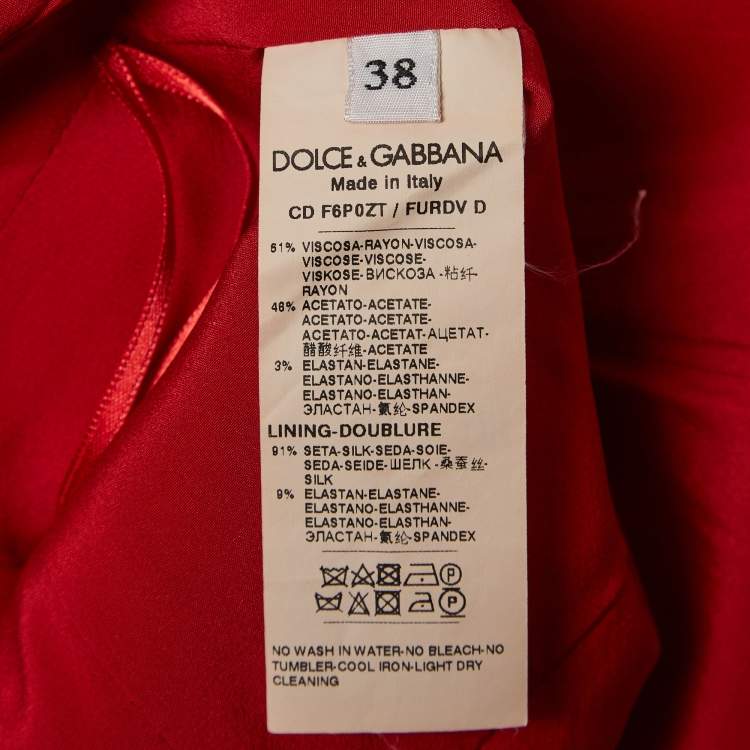 38
DOLCE & GABBANA
Made in Italy
CD F6P0ZT / FURDV D
61% VISCOSA-RAYON-VISCOSA-
VISCOSE-VISCOSE-
VISKOSE-ВИСКОЗА -粘纤-
RAYON
46% ACETATO-ACETATE-
ACETATO-ACETATE-
ACETATO-ACETAT-АЦЕТАТ-
醋酸纤维-ACETATE
3% ELASTAN-ELASTANE-
ELASTANO-ELASTHANNE-
ELASTANO-ELASTHAN-
ЭЛАСТАН-氨纶-SPANDEX
LINING-DOUBLURE
91% SETA-SILK-SEDA-SOIE-
SEDA-SEIDE-ШЕЛК -桑蚕丝-
SILK
9% ELASTAN-ELASTANE-
ELASTANO-ELASTHANNE-
ELASTANO-ELASTHAN-
ЭЛАСТАН-氨纶-SPANDEX
P
P
NO WASH IN WATER-NO BLEACH-NO
TUMBLER-COOL IRON-LIGHT DRY
CLEANING